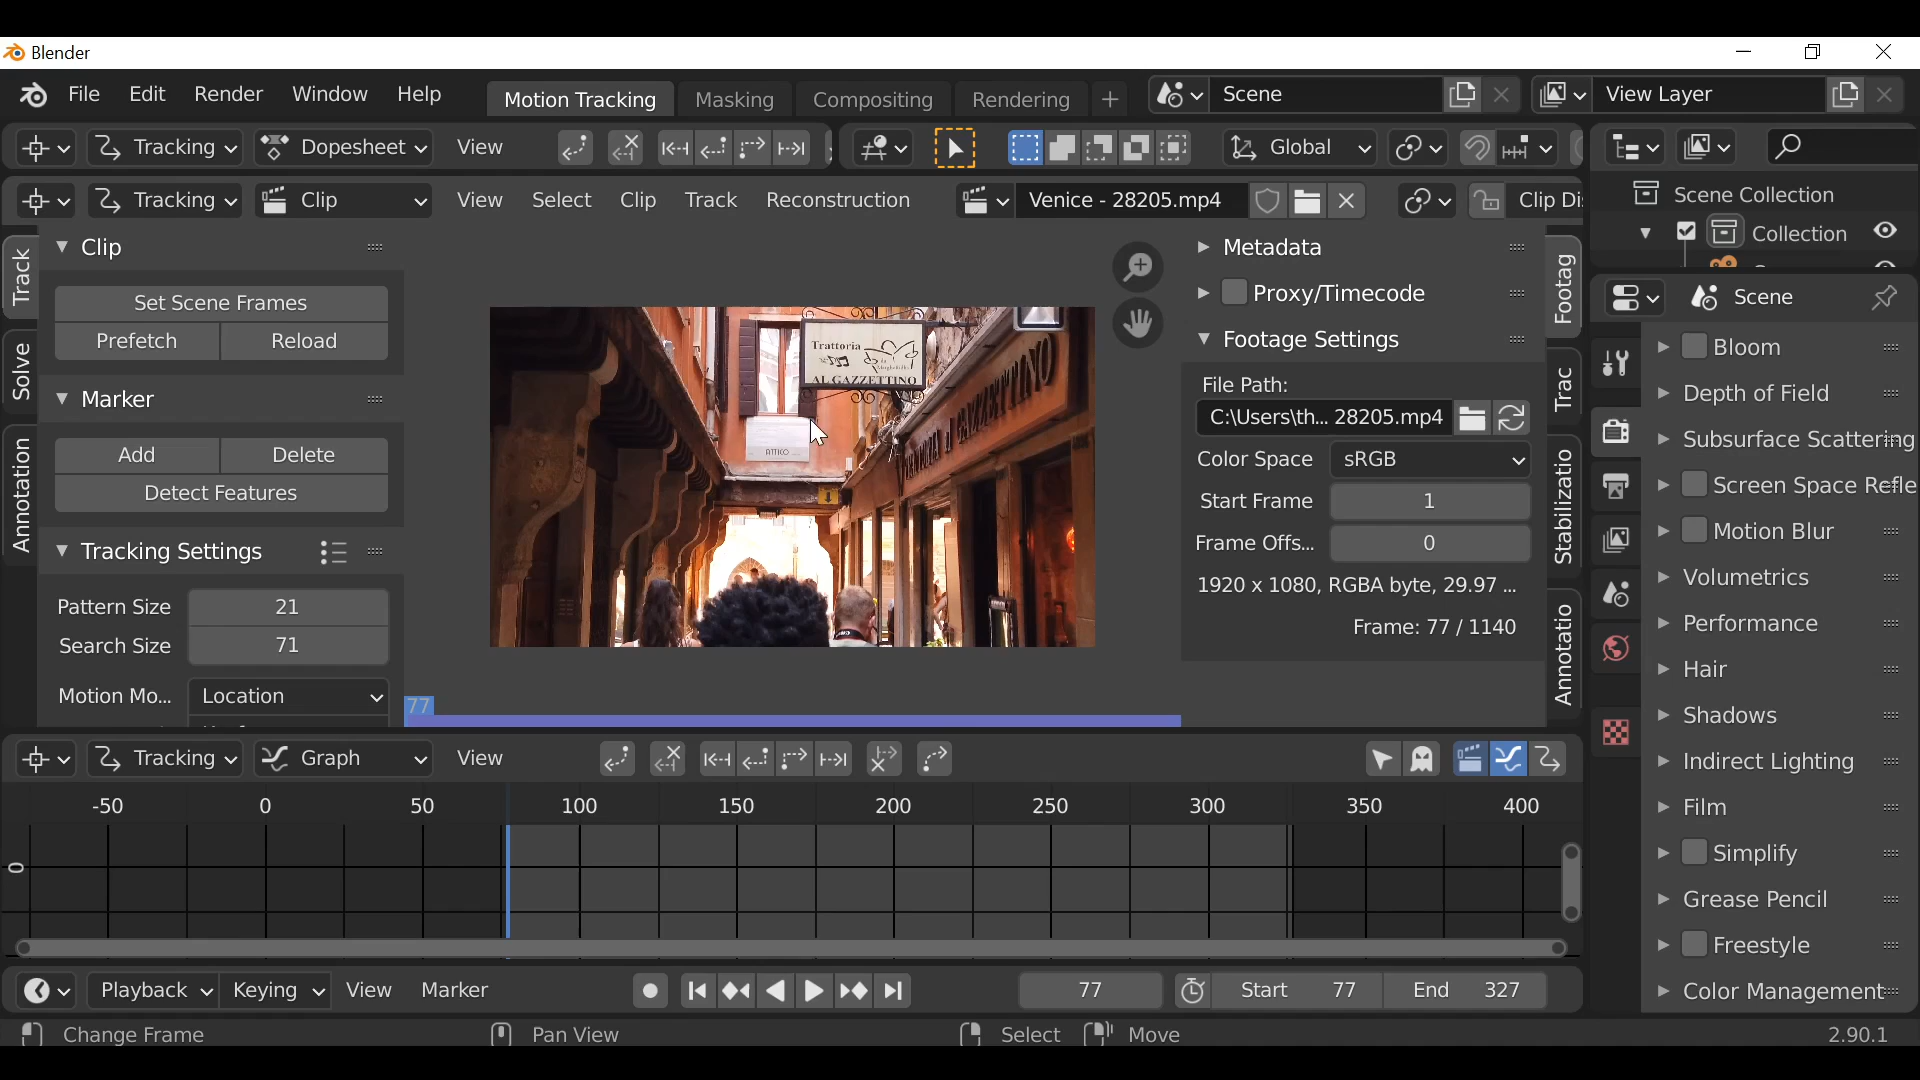 Blender
File Edit Render Window Help Motion Tracking Masking Compositing Rendering Scene View Layer
Tracking Dopesheet View Global
Tracking Clip View Select Clip Track Reconstruction Venice - 28205.mp4 Clip Di
Scene Collection
Collection
Track
Solve
Annotation
Clip
Set Scene Frames
Prefetch Reload
Marker
Add Delete
Detect Features
Tracking Settings
Pattern Size 21
Search Size 71
Motion Mo... Location
Trattoria
AL GAZZETTINO
ATTICO
77
Metadata
Proxy/Timecode
Footage Settings
File Path:
C:\Users\th... 28205.mp4
Color Space sRGB
Start Frame 1
Frame Offs... 0
1920 x 1080, RGBA byte, 29.97 ...
Frame: 77 / 1140
Footag
Trac
Stabilizatio
Annotatio
Scene
Bloom
Depth of Field
Subsurface Scattering
Screen Space Refle
Motion Blur
Volumetrics
Performance
Hair
Shadows
Indirect Lighting
Film
Simplify
Grease Pencil
Freestyle
Color Management
Tracking Graph View
-50 0 50 100 150 200 250 300 350 400
0
Playback Keying View Marker 77 Start 77 End 327
Change Frame Pan View Select Move 2.90.1